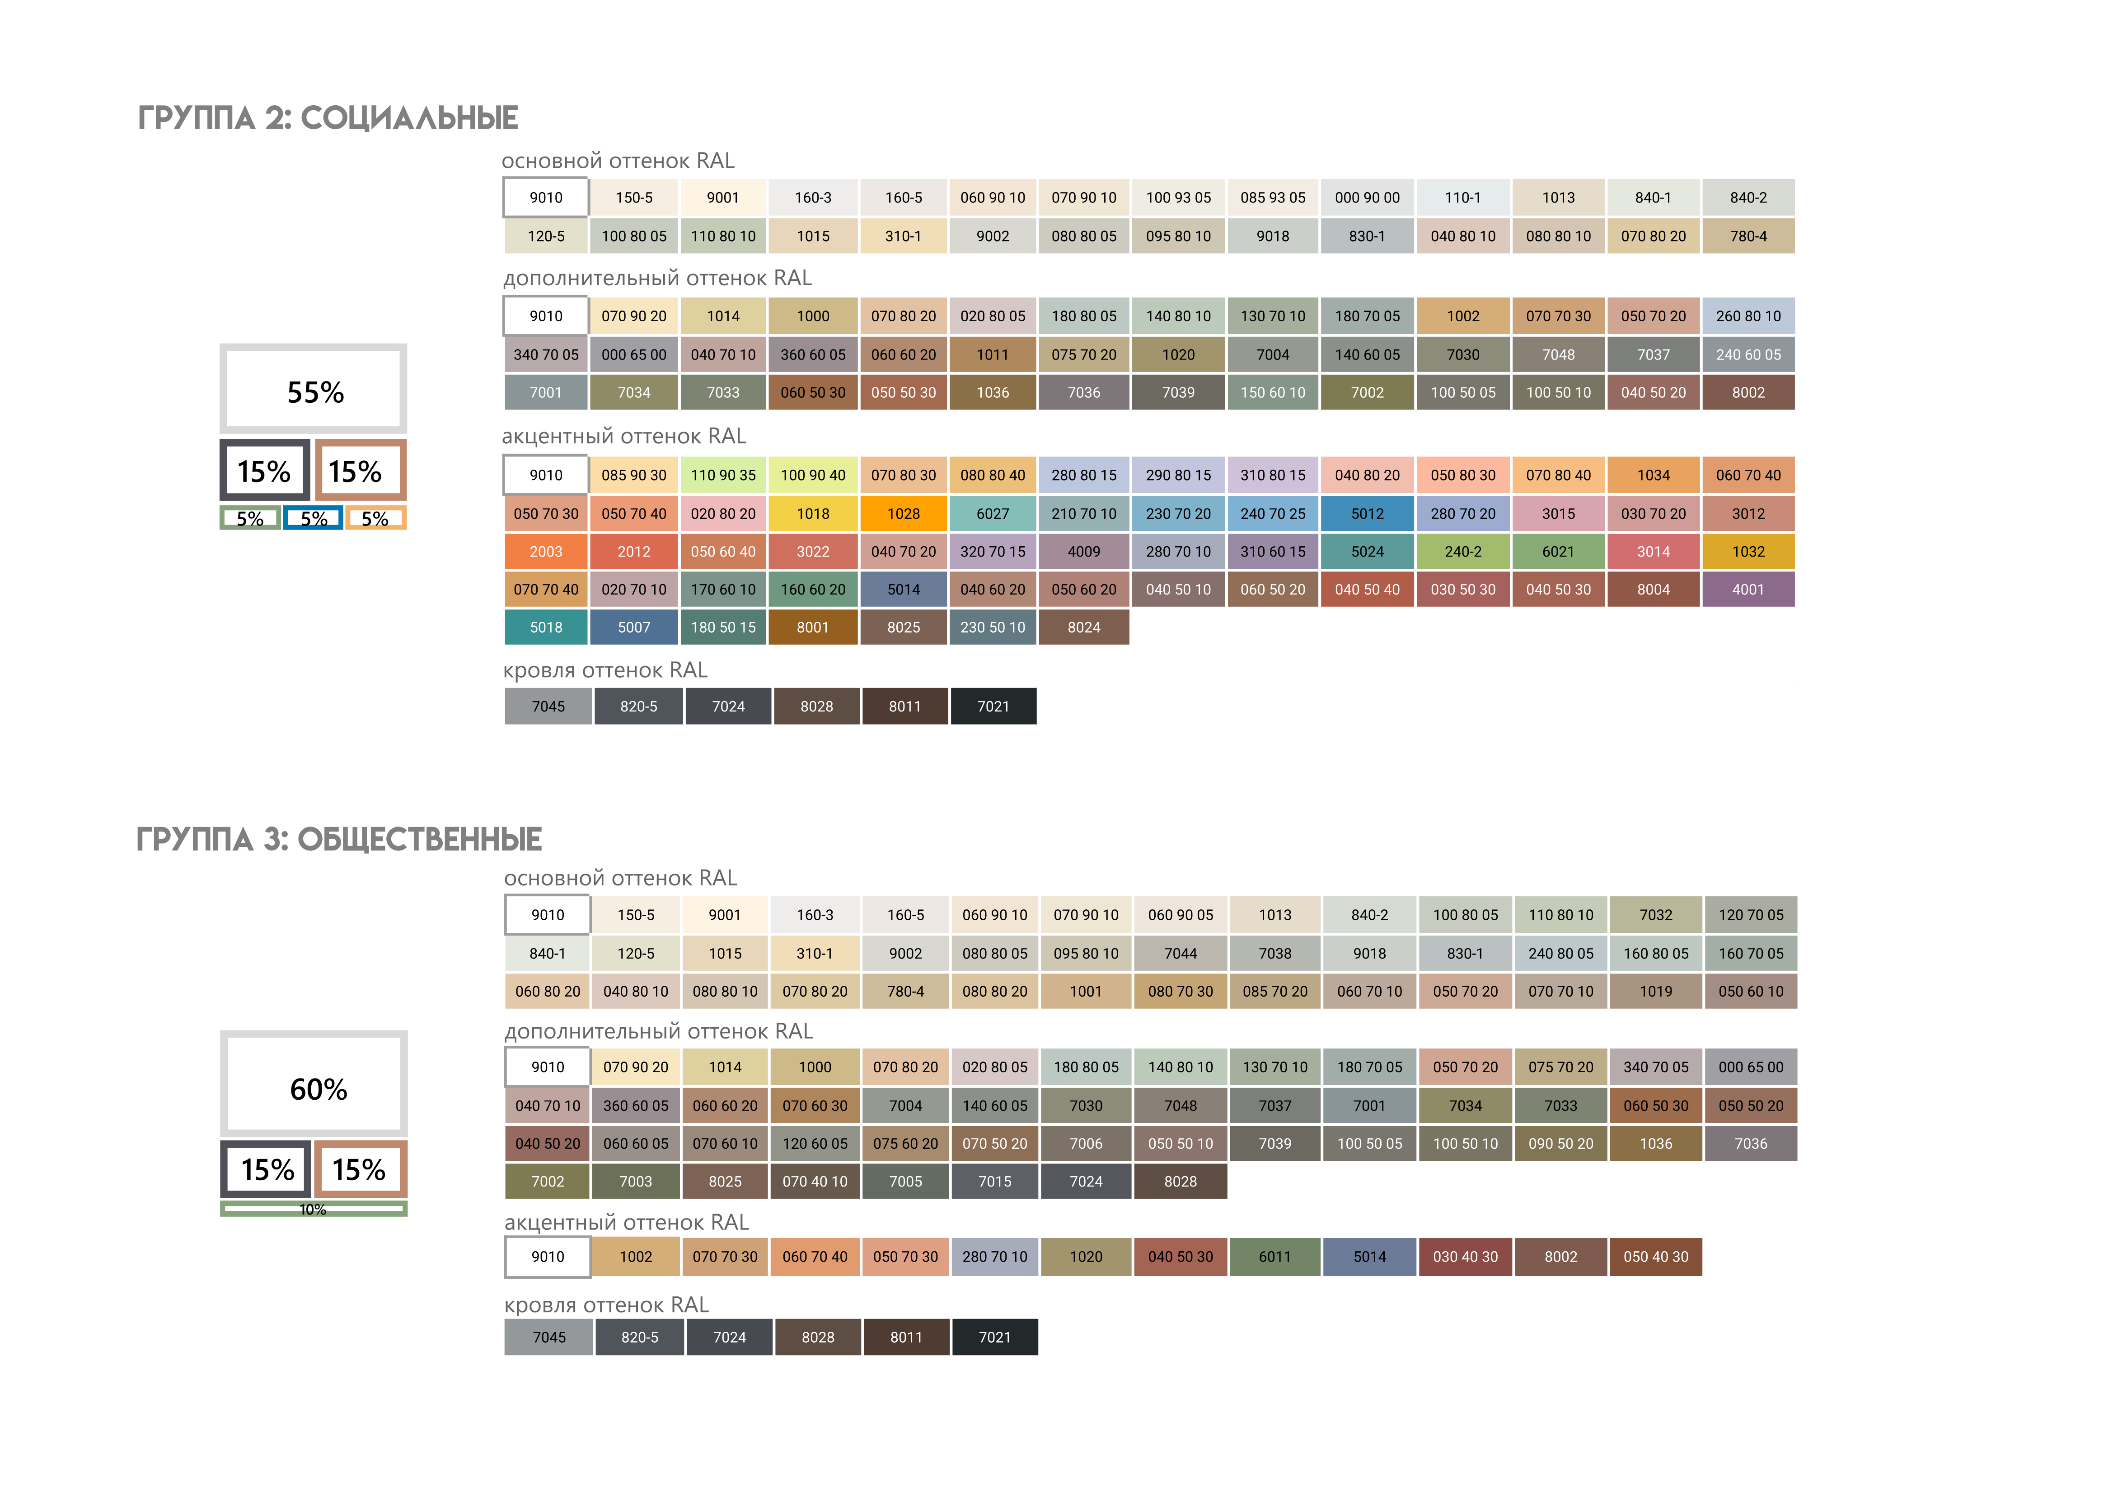 ГРУППА 2: СОЦИАЛЬНЫЕ
основной оттенок RAL
9010 150-5 9001 160-3 160-5 060 90 10 070 90 10 100 93 05 085 93 05 000 90 00 110-1 1013 840-1 840-2
120-5 100 80 05 110 80 10 1015 310-1 9002 080 80 05 095 80 10 9018 830-1 040 80 10 080 80 10 070 80 20 780-4
дополнительный оттенок RAL
9010 070 90 20 1014 1000 070 80 20 020 80 05 180 80 05 140 80 10 130 70 10 180 70 05 1002 070 70 30 050 70 20 260 80 10
340 70 05 000 65 00 040 70 10 360 60 05 060 60 20 1011 075 70 20 1020 7004 140 60 05 7030 7048 7037 240 60 05
7001 7034 7033 060 50 30 050 50 30 1036 7036 7039 150 60 10 7002 100 50 05 100 50 10 040 50 20 8002
55%
15% 15%
5% 5% 5%
акцентный оттенок RAL
9010 085 90 30 110 90 35 100 90 40 070 80 30 080 80 40 280 80 15 290 80 15 310 80 15 040 80 20 050 80 30 070 80 40 1034 060 70 40
050 70 30 050 70 40 020 80 20 1018 1028 6027 210 70 10 230 70 20 240 70 25 5012 280 70 20 3015 030 70 20 3012
2003 2012 050 60 40 3022 040 70 20 320 70 15 4009 280 70 10 310 60 15 5024 240-2 6021 3014 1032
070 70 40 020 70 10 170 60 10 160 60 20 5014 040 60 20 050 60 20 040 50 10 060 50 20 040 50 40 030 50 30 040 50 30 8004 4001
5018 5007 180 50 15 8001 8025 230 50 10 8024
кровля оттенок RAL
7045 820-5 7024 8028 8011 7021
ГРУППА 3: ОБЩЕСТВЕННЫЕ
основной оттенок RAL
9010 150-5 9001 160-3 160-5 060 90 10 070 90 10 060 90 05 1013 840-2 100 80 05 110 80 10 7032 120 70 05
840-1 120-5 1015 310-1 9002 080 80 05 095 80 10 7044 7038 9018 830-1 240 80 05 160 80 05 160 70 05
060 80 20 040 80 10 080 80 10 070 80 20 780-4 080 80 20 1001 080 70 30 085 70 20 060 70 10 050 70 20 070 70 10 1019 050 60 10
дополнительный оттенок RAL
9010 070 90 20 1014 1000 070 80 20 020 80 05 180 80 05 140 80 10 130 70 10 180 70 05 050 70 20 075 70 20 340 70 05 000 65 00
040 70 10 360 60 05 060 60 20 070 60 30 7004 140 60 05 7030 7048 7037 7001 7034 7033 060 50 30 050 50 20
040 50 20 060 60 05 070 60 10 120 60 05 075 60 20 070 50 20 7006 050 50 10 7039 100 50 05 100 50 10 090 50 20 1036 7036
7002 7003 8025 070 40 10 7005 7015 7024 8028
60%
15% 15%
10%
акцентный оттенок RAL
9010 1002 070 70 30 060 70 40 050 70 30 280 70 10 1020 040 50 30 6011 5014 030 40 30 8002 050 40 30
кровля оттенок RAL
7045 820-5 7024 8028 8011 7021